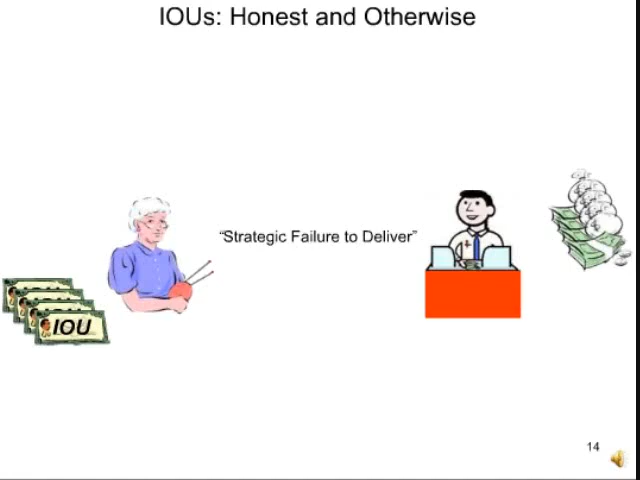 IOUs: Honest and Otherwise
“Strategic Failure to Deliver”
IOU
14